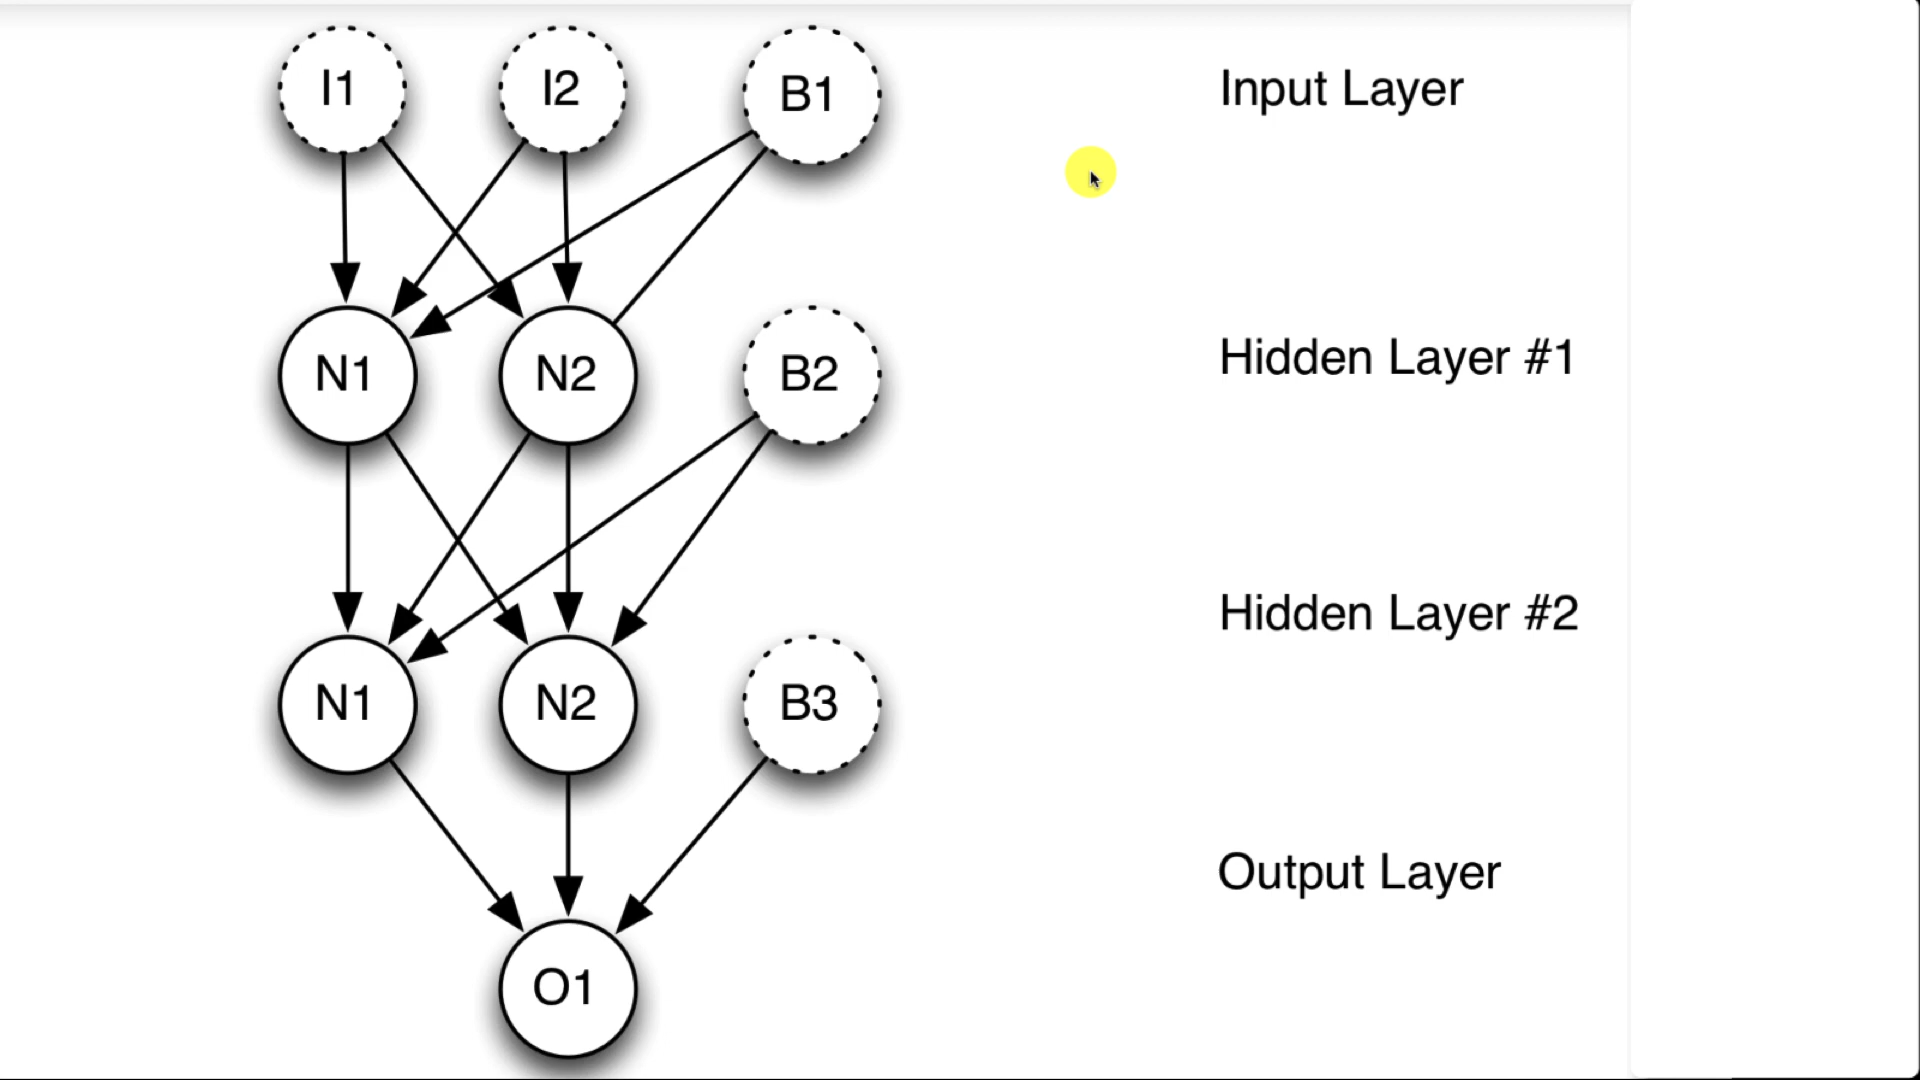 I1 I2 B1 Input Layer
N1 N2 B2 Hidden Layer #1
Hidden Layer #2
N1 N2 B3
Output Layer
O1